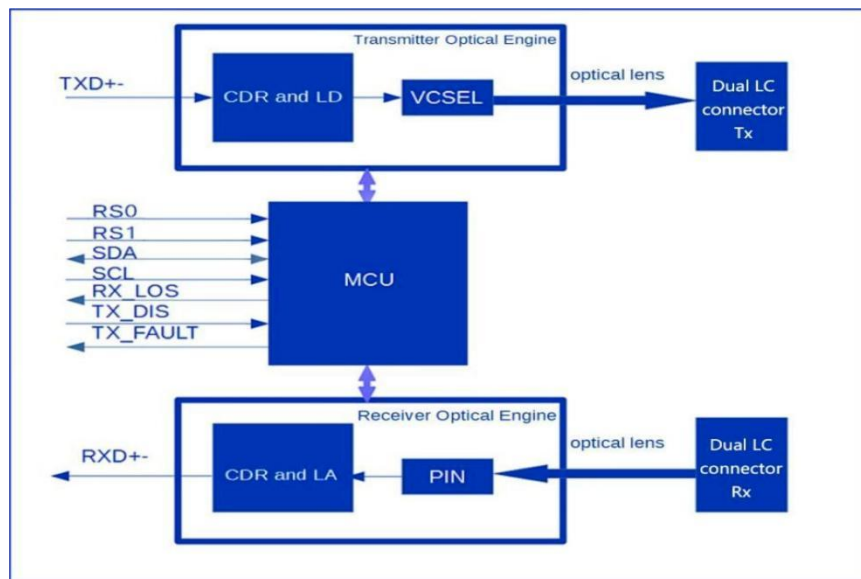 Transmitter Optical Engine
TXD+-
CDR and LD
VCSEL
optical lens
Dual LC
connector
Tx
RS0
RS1
SDA
SCL
RX_LOS
TX_DIS
TX_FAULT
MCU
Receiver Optical Engine
RXD+-
CDR and LA
PIN
optical lens
Dual LC
connector
Rx